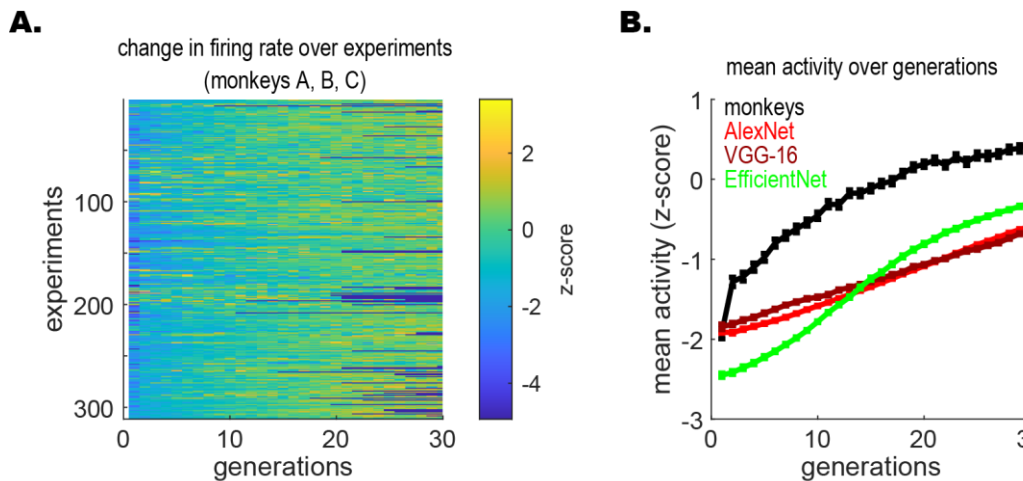 A.
change in firing rate over experiments
(monkeys A, B, C)
experiments
100
200
300
0
10
20
30
generations
2
0
-2
-4
z-score
B.
mean activity over generations
monkeys
AlexNet
VGG-16
EfficientNet
mean activity (z-score)
1
0
-1
-2
-3
0
10
20
30
generations